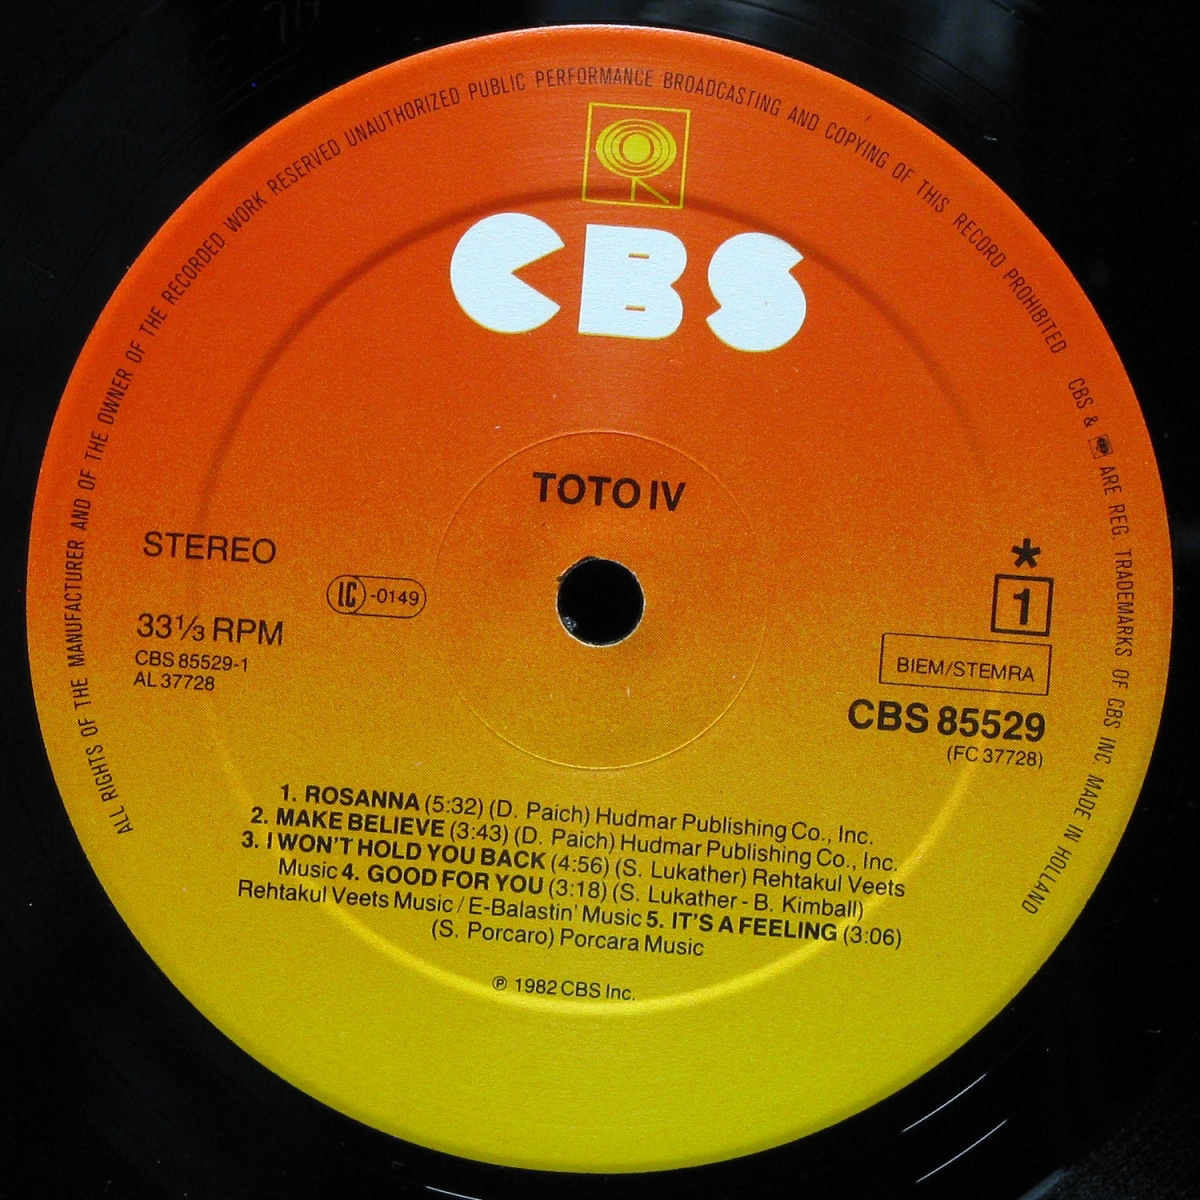 ALL RIGHTS OF THE MANUFACTURER AND OF THE OWNER OF THE RECORDED WORK RESERVED UNAUTHORIZED PUBLIC PERFORMANCE BROADCASTING AND COPYING OF THIS RECORD PROHIBITED CBS & ARE REG. TRADEMARKS OF CBS INC. MADE IN HOLLAND
CBS
TOTO IV
STEREO
IC -0149
33⅓ RPM
CBS 85529-1
AL 37728
*
1
BIEM/STEMRA
CBS 85529
(FC 37728)
1. ROSANNA (5:32) (D. Paich) Hudmar Publishing Co., Inc.
2. MAKE BELIEVE (3:43) (D. Paich) Hudmar Publishing Co., Inc.
3. I WON'T HOLD YOU BACK (4:56) (S. Lukather) Rehtakul Veets
Music 4. GOOD FOR YOU (3:18) (S. Lukather - B. Kimball)
Rehtakul Veets Music / E-Balastin' Music 5. IT'S A FEELING (3:06)
(S. Porcaro) Porcara Music
℗ 1982 CBS Inc.